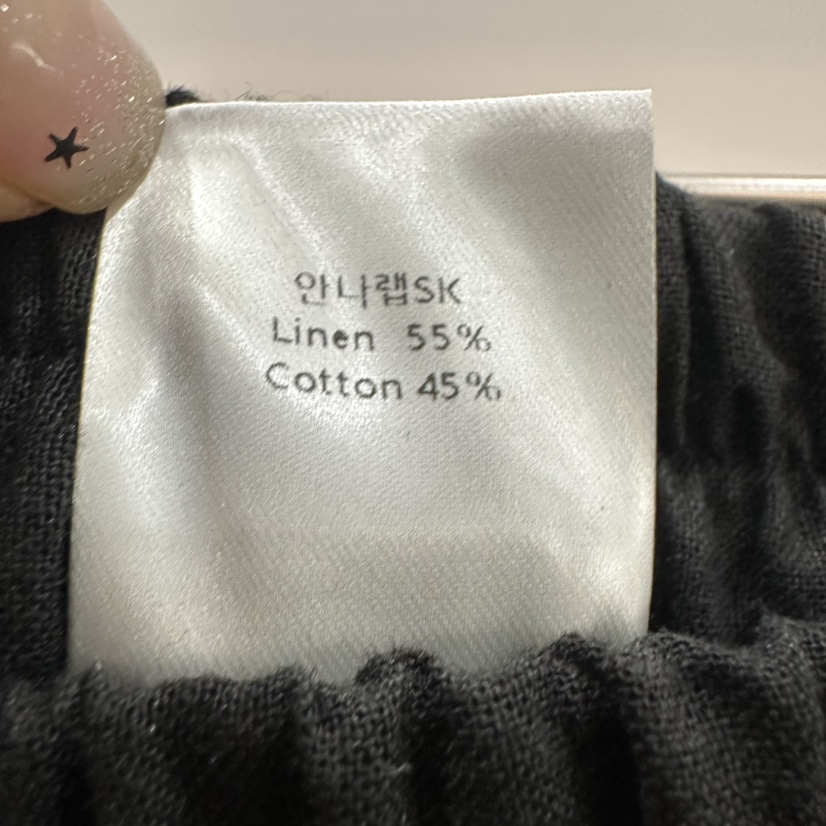 안나랩SK
Linen 55%
Cotton 45%